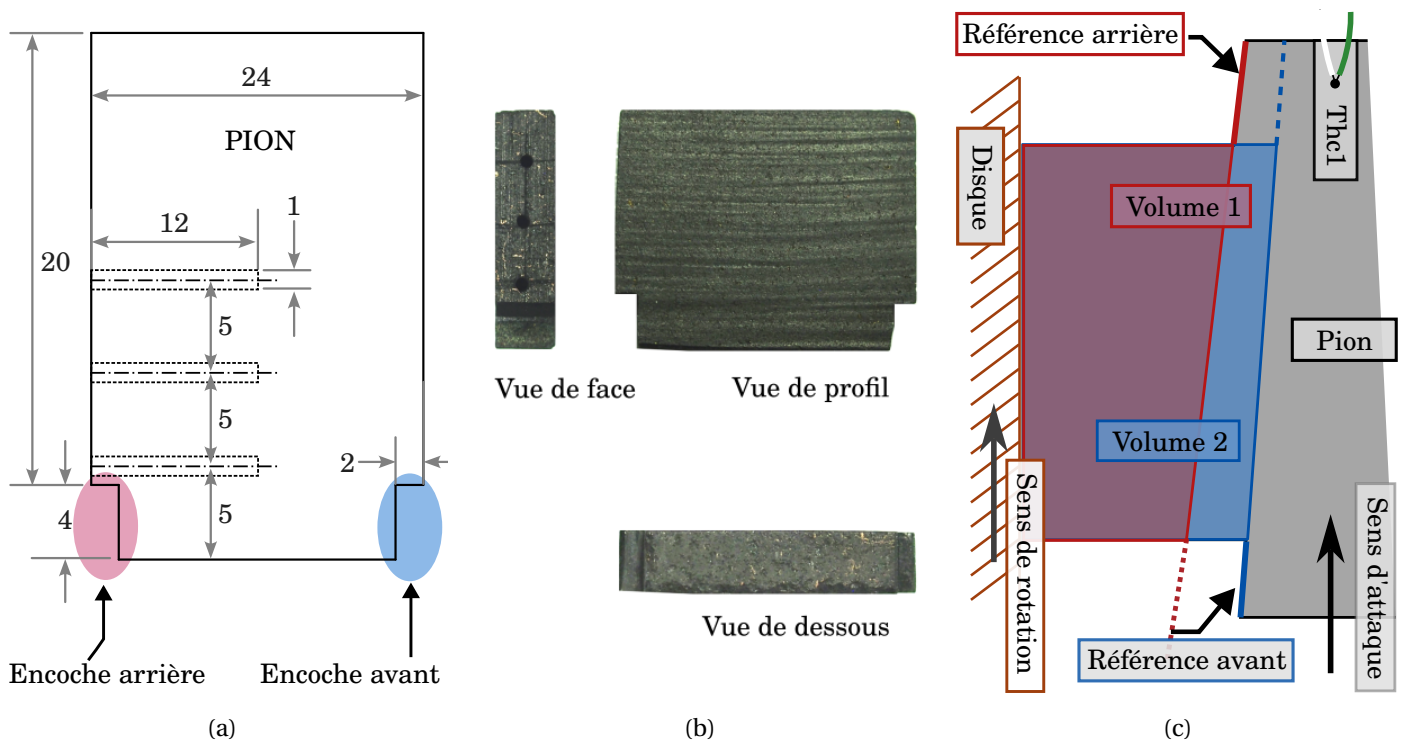 24
PION
12
1
20
5
5
2
4
5
Encoche arrière
Encoche avant
(a)
Vue de face
Vue de profil
Vue de dessous
(b)
Référence arrière
Thc1
Disque
Volume 1
Pion
Volume 2
Sens de rotation
Sens d'attaque
Référence avant
(c)